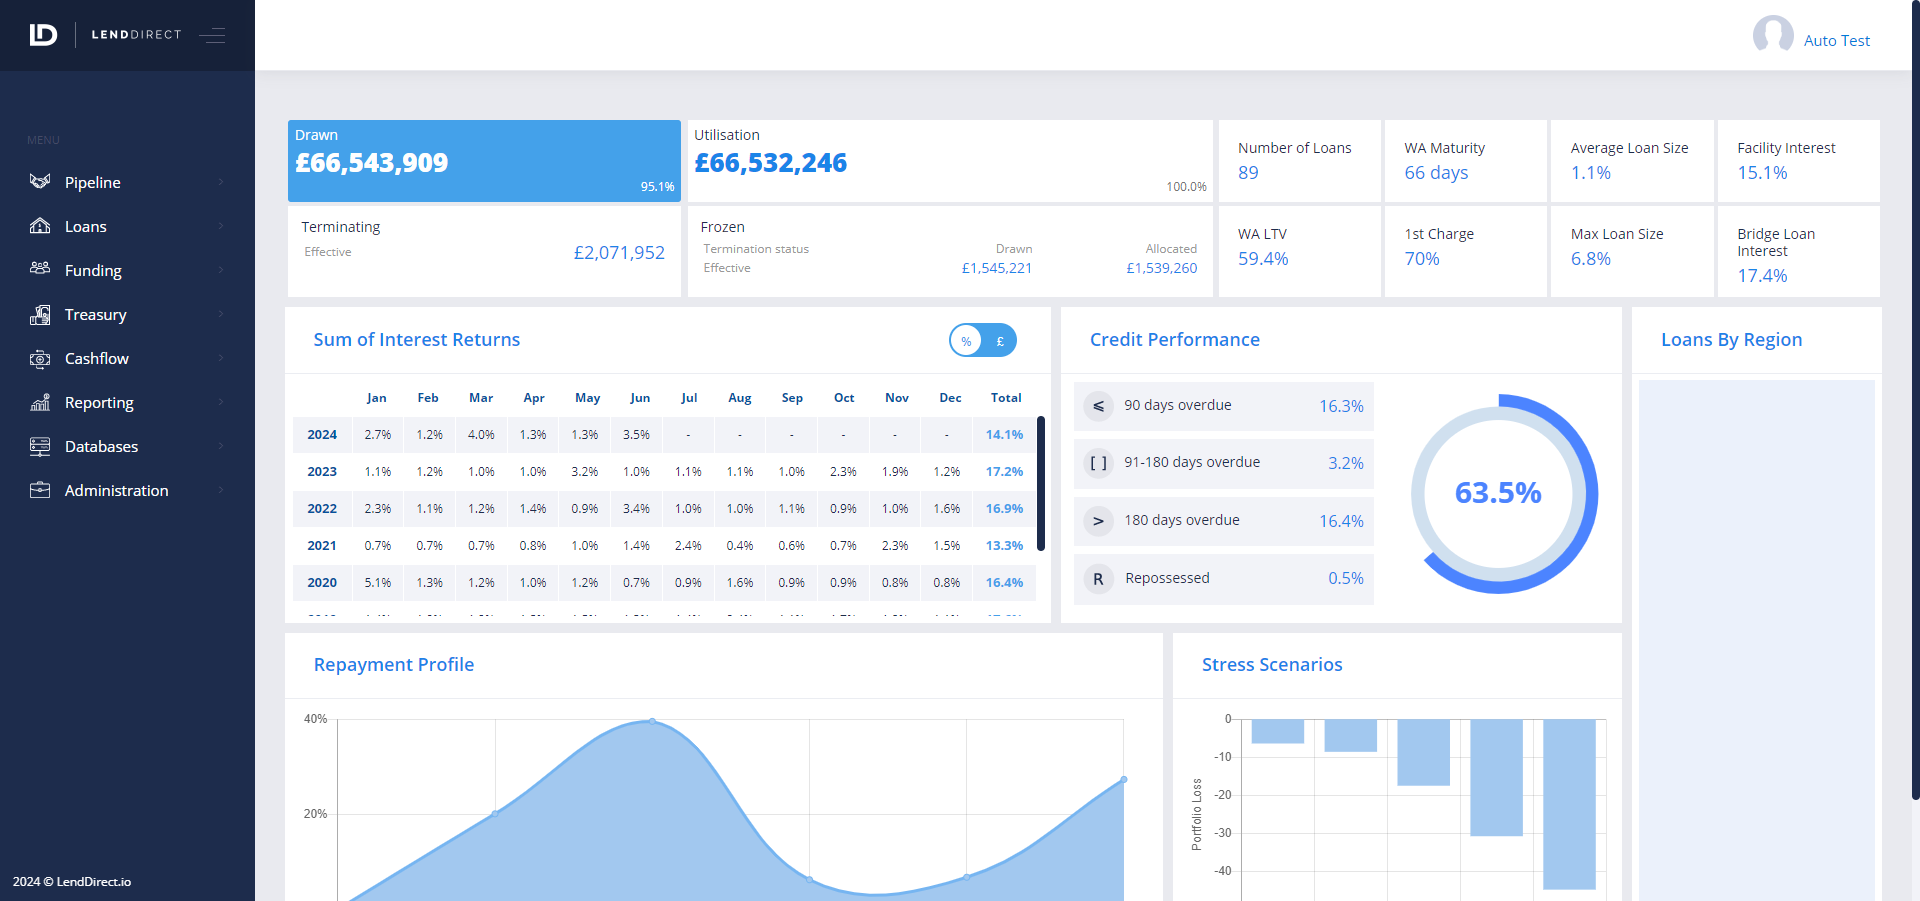 LD
LENDDIRECT
Auto Test
MENU
Pipeline
Loans
Funding
Treasury
Cashflow
Reporting
Databases
Administration
2024 © LendDirect.io
Drawn
£66,543,909
95.1%
Utilisation
£66,532,246
100.0%
Number of Loans
89
WA Maturity
66 days
Average Loan Size
1.1%
Facility Interest
15.1%
Terminating
Effective £2,071,952
Frozen
Termination status Drawn Allocated
Effective £1,545,221 £1,539,260
WA LTV
59.4%
1st Charge
70%
Max Loan Size
6.8%
Bridge Loan
Interest
17.4%
Sum of Interest Returns
% £
Jan Feb Mar Apr May Jun Jul Aug Sep Oct Nov Dec Total
2024 2.7% 1.2% 4.0% 1.3% 1.3% 3.5% - - - - - - 14.1%
2023 1.1% 1.2% 1.0% 1.0% 3.2% 1.0% 1.1% 1.1% 1.0% 2.3% 1.9% 1.2% 17.2%
2022 2.3% 1.1% 1.2% 1.4% 0.9% 3.4% 1.0% 1.0% 1.1% 0.9% 1.0% 1.6% 16.9%
2021 0.7% 0.7% 0.7% 0.8% 1.0% 1.4% 2.4% 0.4% 0.6% 0.7% 2.3% 1.5% 13.3%
2020 5.1% 1.3% 1.2% 1.0% 1.2% 0.7% 0.9% 1.6% 0.9% 0.9% 0.8% 0.8% 16.4%
Credit Performance
⩽ 90 days overdue 16.3%
[ ] 91-180 days overdue 3.2%
> 180 days overdue 16.4%
R Repossessed 0.5%
63.5%
Loans By Region
Repayment Profile
40%
20%
Stress Scenarios
0
-10
-20
-30
-40
Portfolio Loss